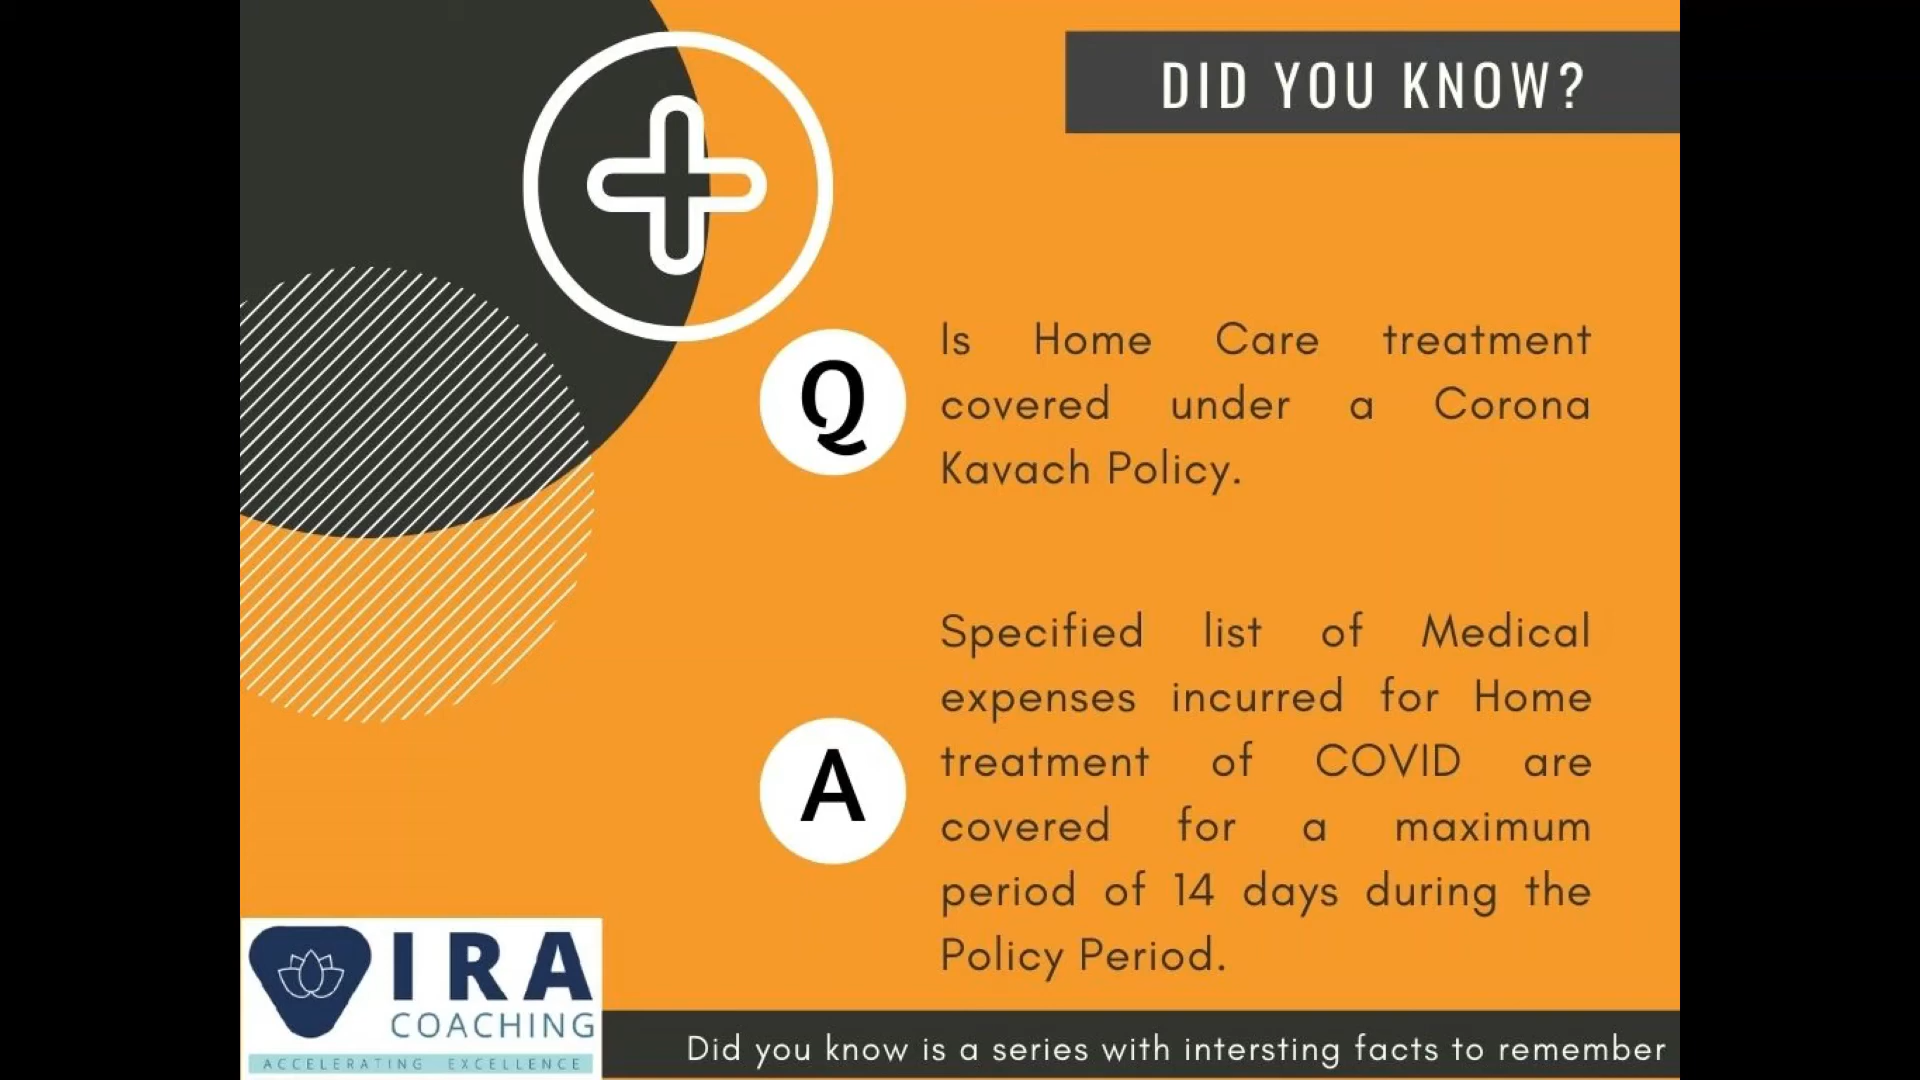 DID YOU KNOW?
Q
Is Home Care treatment
covered under a Corona
Kavach Policy.
A
Specified list of Medical
expenses incurred for Home
treatment of COVID are
covered for a maximum
period of 14 days during the
Policy Period.
IRA
COACHING
ACCELERATING EXCELLENCE
Did you know is a series with intersting facts to remember